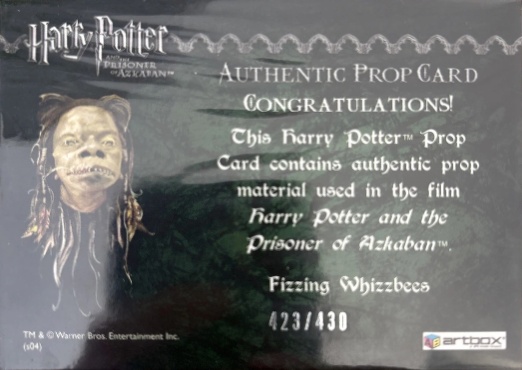 Harry Potter
AND THE
PRISONER
OF AZKABAN™
AUTHENTIC PROP CARD
CONGRATULATIONS!
This Harry Potter™ Prop
Card contains authentic prop
material used in the film
Harry Potter and the
Prisoner of Azkaban™.
Fizzing Whizzbees
423/430
TM & © Warner Bros. Entertainment Inc.
(s04)
artbox